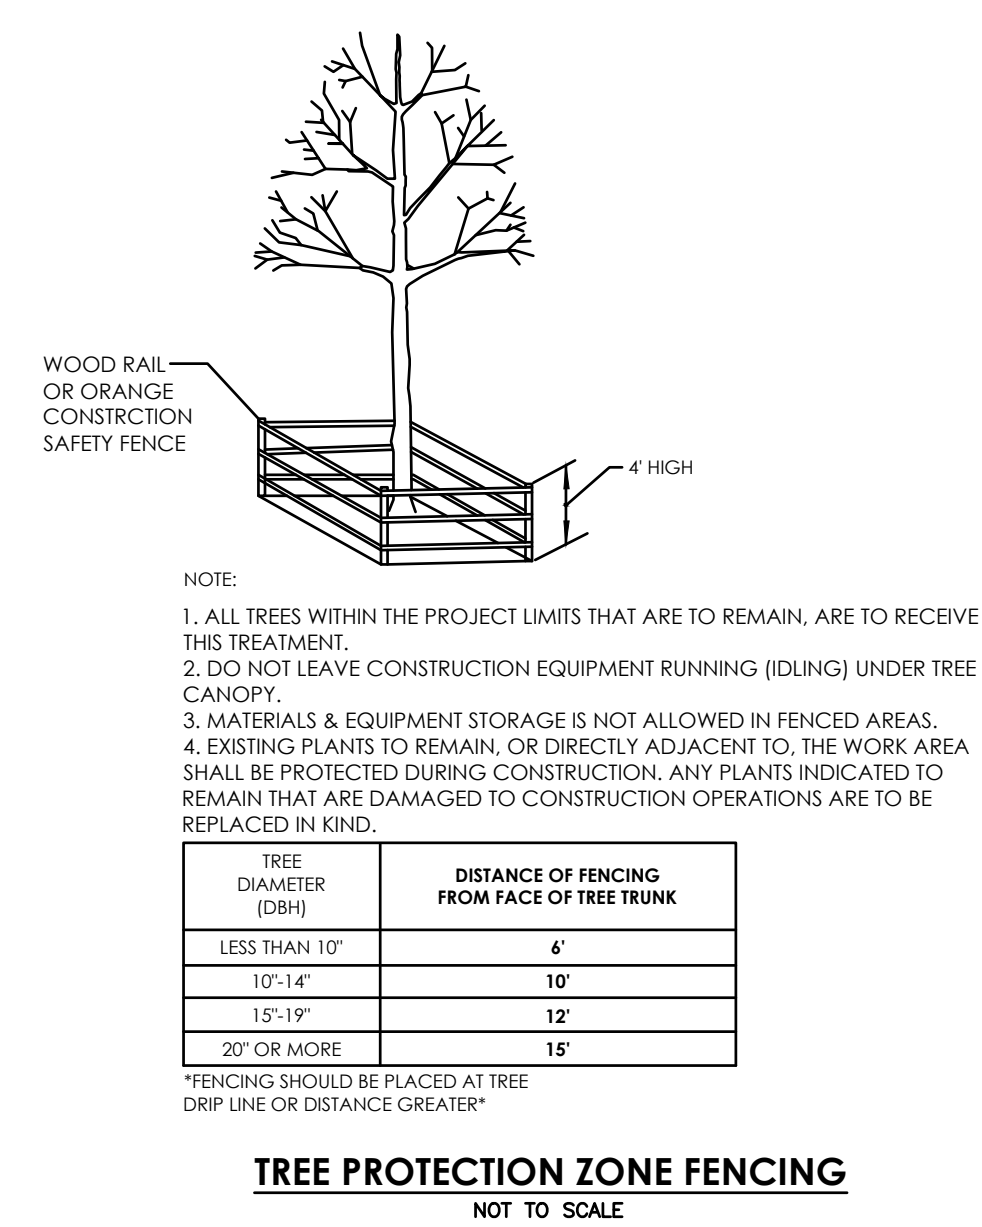 WOOD RAIL
OR ORANGE
CONSTRCTION
SAFETY FENCE
4' HIGH
NOTE:
1. ALL TREES WITHIN THE PROJECT LIMITS THAT ARE TO REMAIN, ARE TO RECEIVE
THIS TREATMENT.
2. DO NOT LEAVE CONSTRUCTION EQUIPMENT RUNNING (IDLING) UNDER TREE
CANOPY.
3. MATERIALS & EQUIPMENT STORAGE IS NOT ALLOWED IN FENCED AREAS.
4. EXISTING PLANTS TO REMAIN, OR DIRECTLY ADJACENT TO, THE WORK AREA
SHALL BE PROTECTED DURING CONSTRUCTION. ANY PLANTS INDICATED TO
REMAIN THAT ARE DAMAGED TO CONSTRUCTION OPERATIONS ARE TO BE
REPLACED IN KIND.
TREE
DIAMETER
(DBH)
DISTANCE OF FENCING
FROM FACE OF TREE TRUNK
LESS THAN 10" 6'
10"-14" 10'
15"-19" 12'
20" OR MORE 15'
*FENCING SHOULD BE PLACED AT TREE
DRIP LINE OR DISTANCE GREATER*
TREE PROTECTION ZONE FENCING
NOT TO SCALE